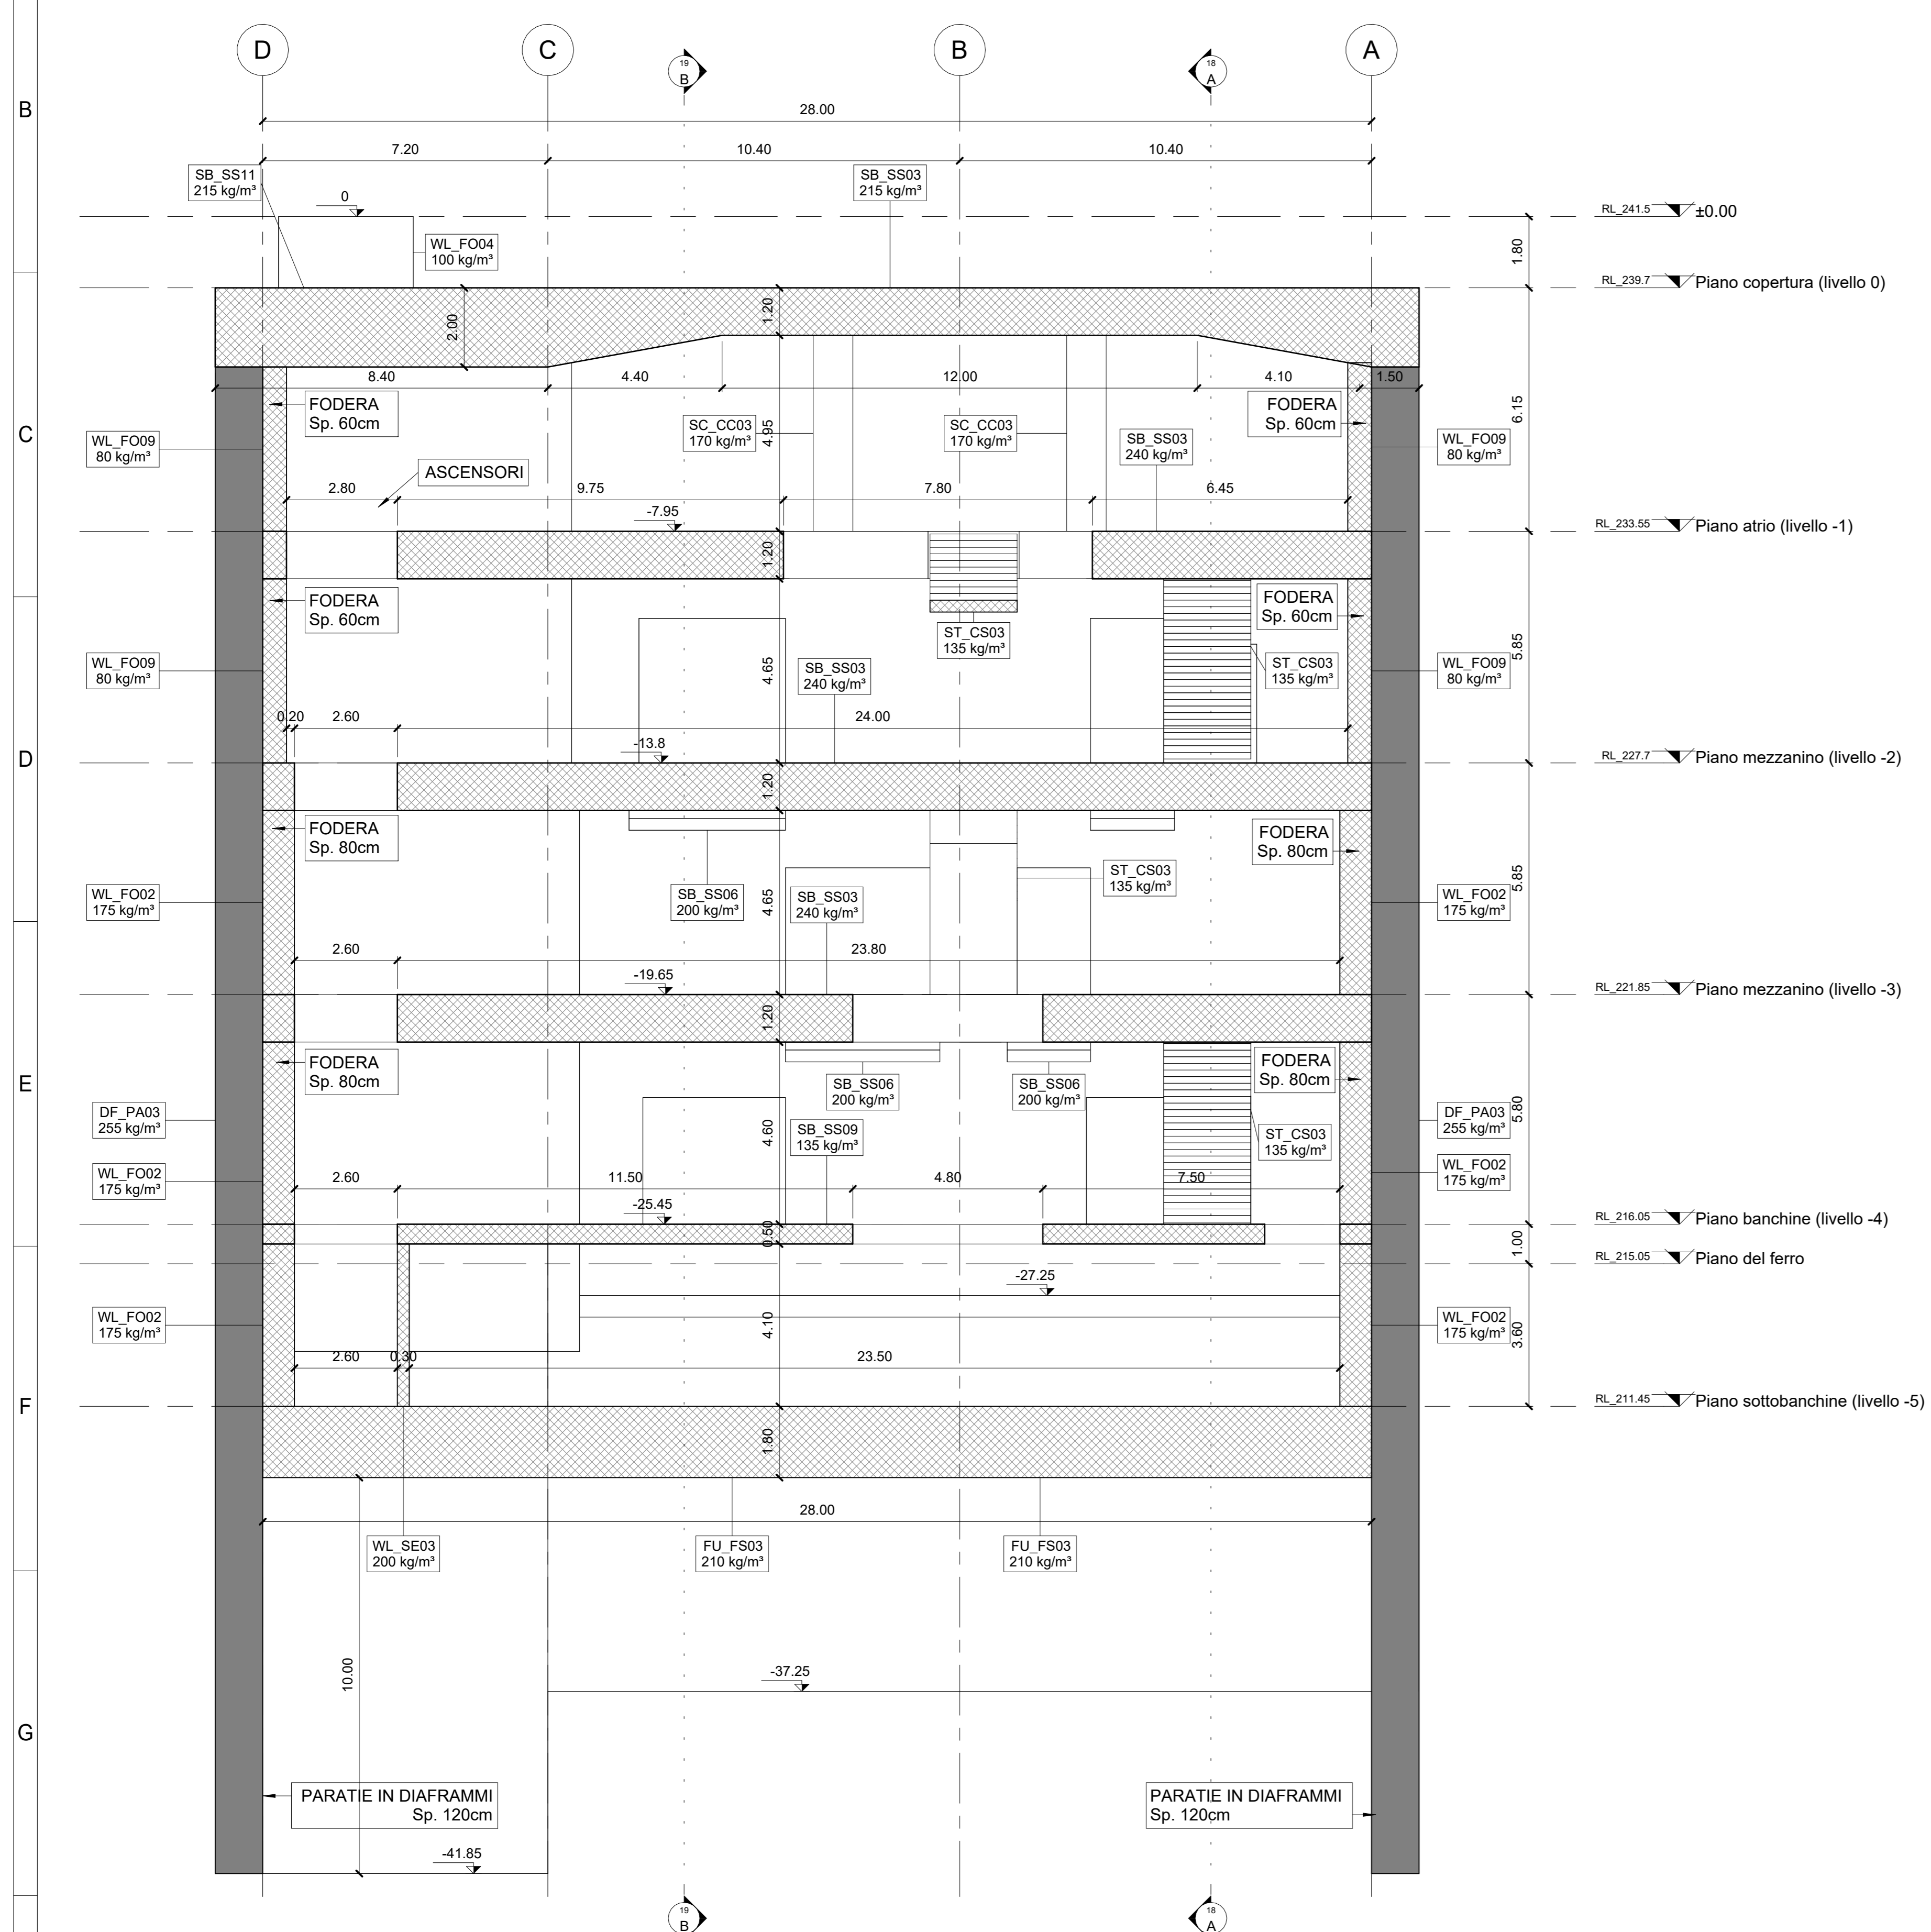 D
C
B
A
19
B
18
A
B
28.00
7.20
10.40
10.40
SB_SS11
215 kg/m³
SB_SS03
215 kg/m³
0
RL_241.5
±0.00
WL_FO04
100 kg/m³
1.80
RL_239.7
Piano copertura (livello 0)
2.00
1.20
8.40
4.40
12.00
4.10
1.50
FODERA
Sp. 60cm
FODERA
Sp. 60cm
6.15
C
WL_FO09
80 kg/m³
SC_CC03
170 kg/m³
4.95
SC_CC03
170 kg/m³
SB_SS03
240 kg/m³
WL_FO09
80 kg/m³
ASCENSORI
2.80
9.75
7.80
6.45
-7.95
RL_233.55
Piano atrio (livello -1)
1.20
FODERA
Sp. 60cm
FODERA
Sp. 60cm
ST_CS03
135 kg/m³
5.85
WL_FO09
80 kg/m³
SB_SS03
240 kg/m³
4.65
ST_CS03
135 kg/m³
WL_FO09
80 kg/m³
0.20
2.60
24.00
-13.8
D
RL_227.7
Piano mezzanino (livello -2)
1.20
FODERA
Sp. 80cm
FODERA
Sp. 80cm
5.85
WL_FO02
175 kg/m³
SB_SS06
200 kg/m³
4.65
SB_SS03
240 kg/m³
ST_CS03
135 kg/m³
WL_FO02
175 kg/m³
2.60
23.80
-19.65
RL_221.85
Piano mezzanino (livello -3)
1.20
FODERA
Sp. 80cm
FODERA
Sp. 80cm
E
SB_SS06
200 kg/m³
SB_SS06
200 kg/m³
DF_PA03
255 kg/m³
4.60
SB_SS09
135 kg/m³
ST_CS03
135 kg/m³
DF_PA03
255 kg/m³
5.80
WL_FO02
175 kg/m³
WL_FO02
175 kg/m³
2.60
11.50
4.80
7.50
-25.45
RL_216.05
Piano banchine (livello -4)
0.50
1.00
RL_215.05
Piano del ferro
-27.25
WL_FO02
175 kg/m³
4.10
WL_FO02
175 kg/m³
3.60
2.60
0.30
23.50
F
RL_211.45
Piano sottobanchine (livello -5)
1.80
28.00
WL_SE03
200 kg/m³
FU_FS03
210 kg/m³
FU_FS03
210 kg/m³
10.00
-37.25
G
PARATIE IN DIAFRAMMI
Sp. 120cm
PARATIE IN DIAFRAMMI
Sp. 120cm
-41.85
19
B
18
A